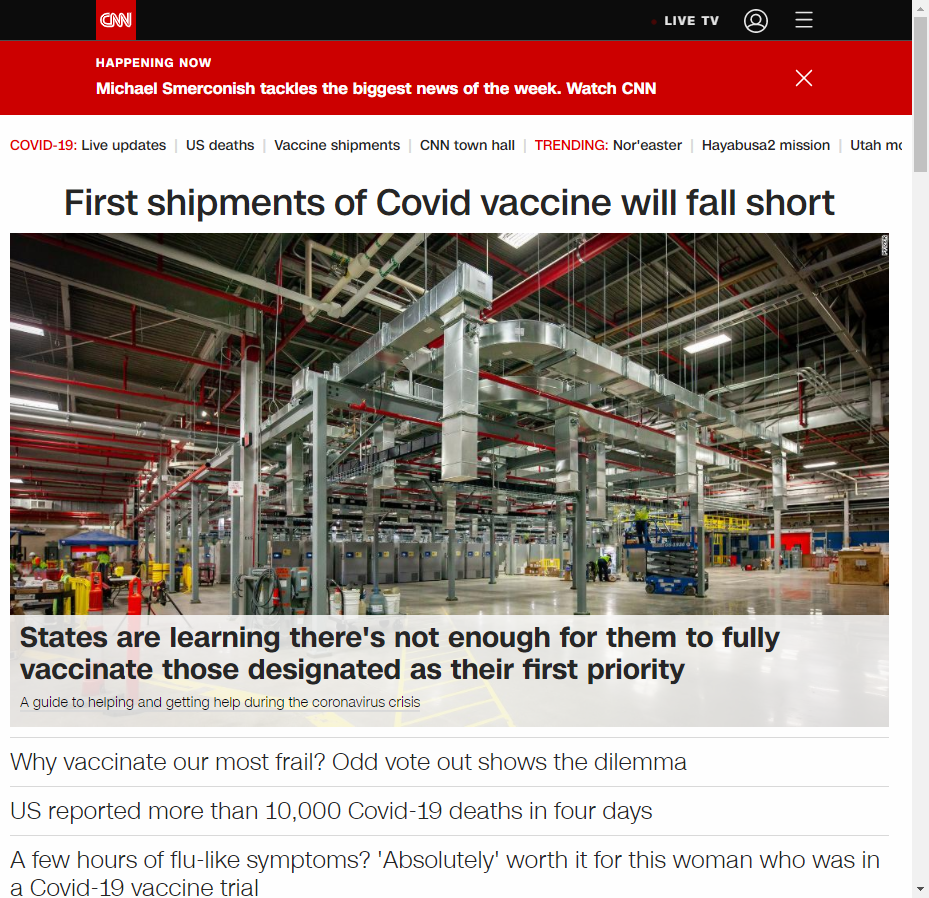 CNN
LIVE TV
HAPPENING NOW
Michael Smerconish tackles the biggest news of the week. Watch CNN
COVID-19: Live updates | US deaths | Vaccine shipments | CNN town hall | TRENDING: Nor'easter | Hayabusa2 mission | Utah mo
First shipments of Covid vaccine will fall short
States are learning there's not enough for them to fully
vaccinate those designated as their first priority
A guide to helping and getting help during the coronavirus crisis
Why vaccinate our most frail? Odd vote out shows the dilemma
US reported more than 10,000 Covid-19 deaths in four days
A few hours of flu-like symptoms? 'Absolutely' worth it for this woman who was in
a Covid-19 vaccine trial